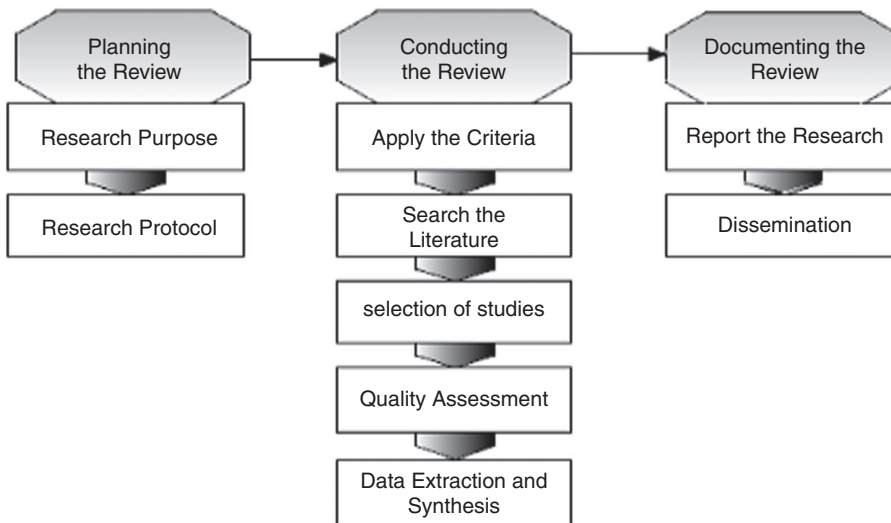 Planning
the Review
Research Purpose
Research Protocol
Conducting
the Review
Apply the Criteria
Search the
Literature
selection of studies
Quality Assessment
Data Extraction and
Synthesis
Documenting the
Review
Report the Research
Dissemination